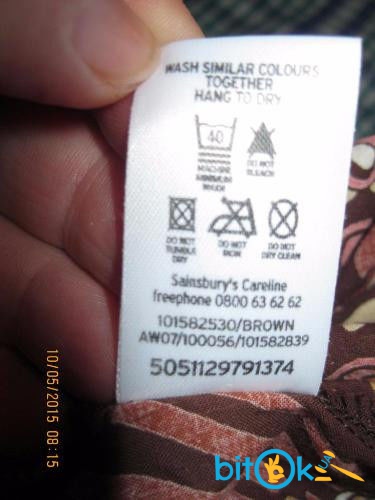 WASH SIMILAR COLOURS
TOGETHER
HANG TO DRY
40
MACHINE
MINIMUM
DO NOT
BLEACH
DO NOT
TUMBLE
DRY
DO NOT
IRON
DO NOT
DRY CLEAN
Sainsbury's Careline
freephone 0800 63 62 62
101582530/BROWN
AW07/100056/101582839
5051129791374
10/05/2015 08:15
bitOk